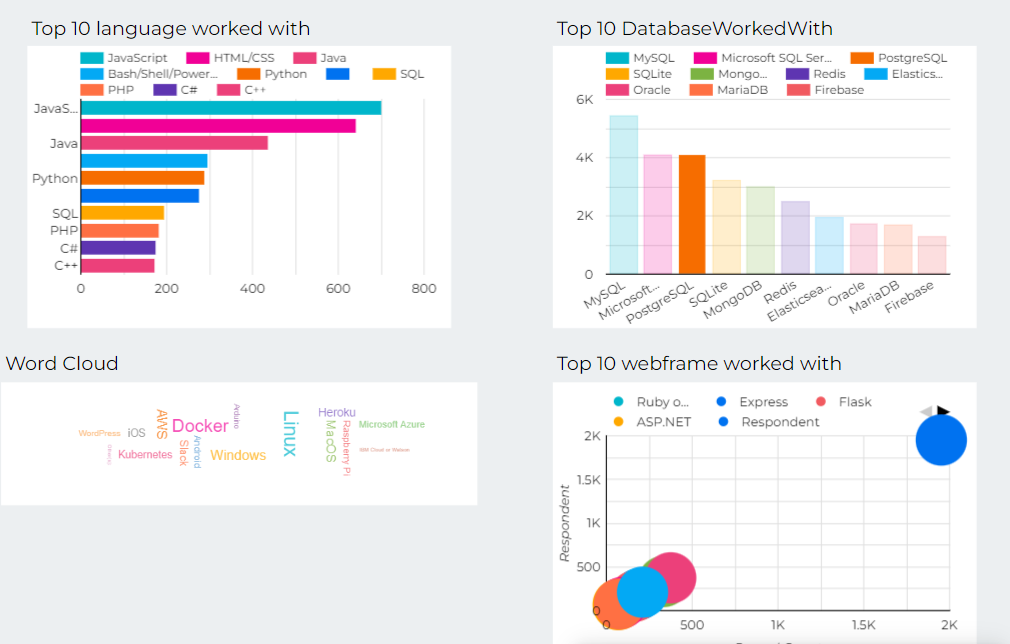 Top 10 language worked with
JavaScript HTML/CSS Java
Bash/Shell/Power... Python SQL
PHP C# C++
JavaS...
Java
Python
SQL
PHP
C#
C++
0 200 400 600 800
Top 10 DatabaseWorkedWith
MySQL Microsoft SQL Ser... PostgreSQL
SQLite Mongo... Redis Elastics...
Oracle MariaDB Firebase
6K
4K
2K
0
MySQL Microsoft... PostgreSQL SQLite MongoDB Redis Elasticsea... Oracle MariaDB Firebase
Word Cloud
WordPress
iOS
AWS
Docker
Arduino
Kubernetes
Slack
Android
Windows
Linux
Heroku
MacOS
Raspberry Pi
Microsoft Azure
IBM Cloud or Watson
Top 10 webframe worked with
Ruby o... Express Flask
ASP.NET Respondent
2K
1.5K
1K
500
0
Respondent
0 500 1K 1.5K 2K